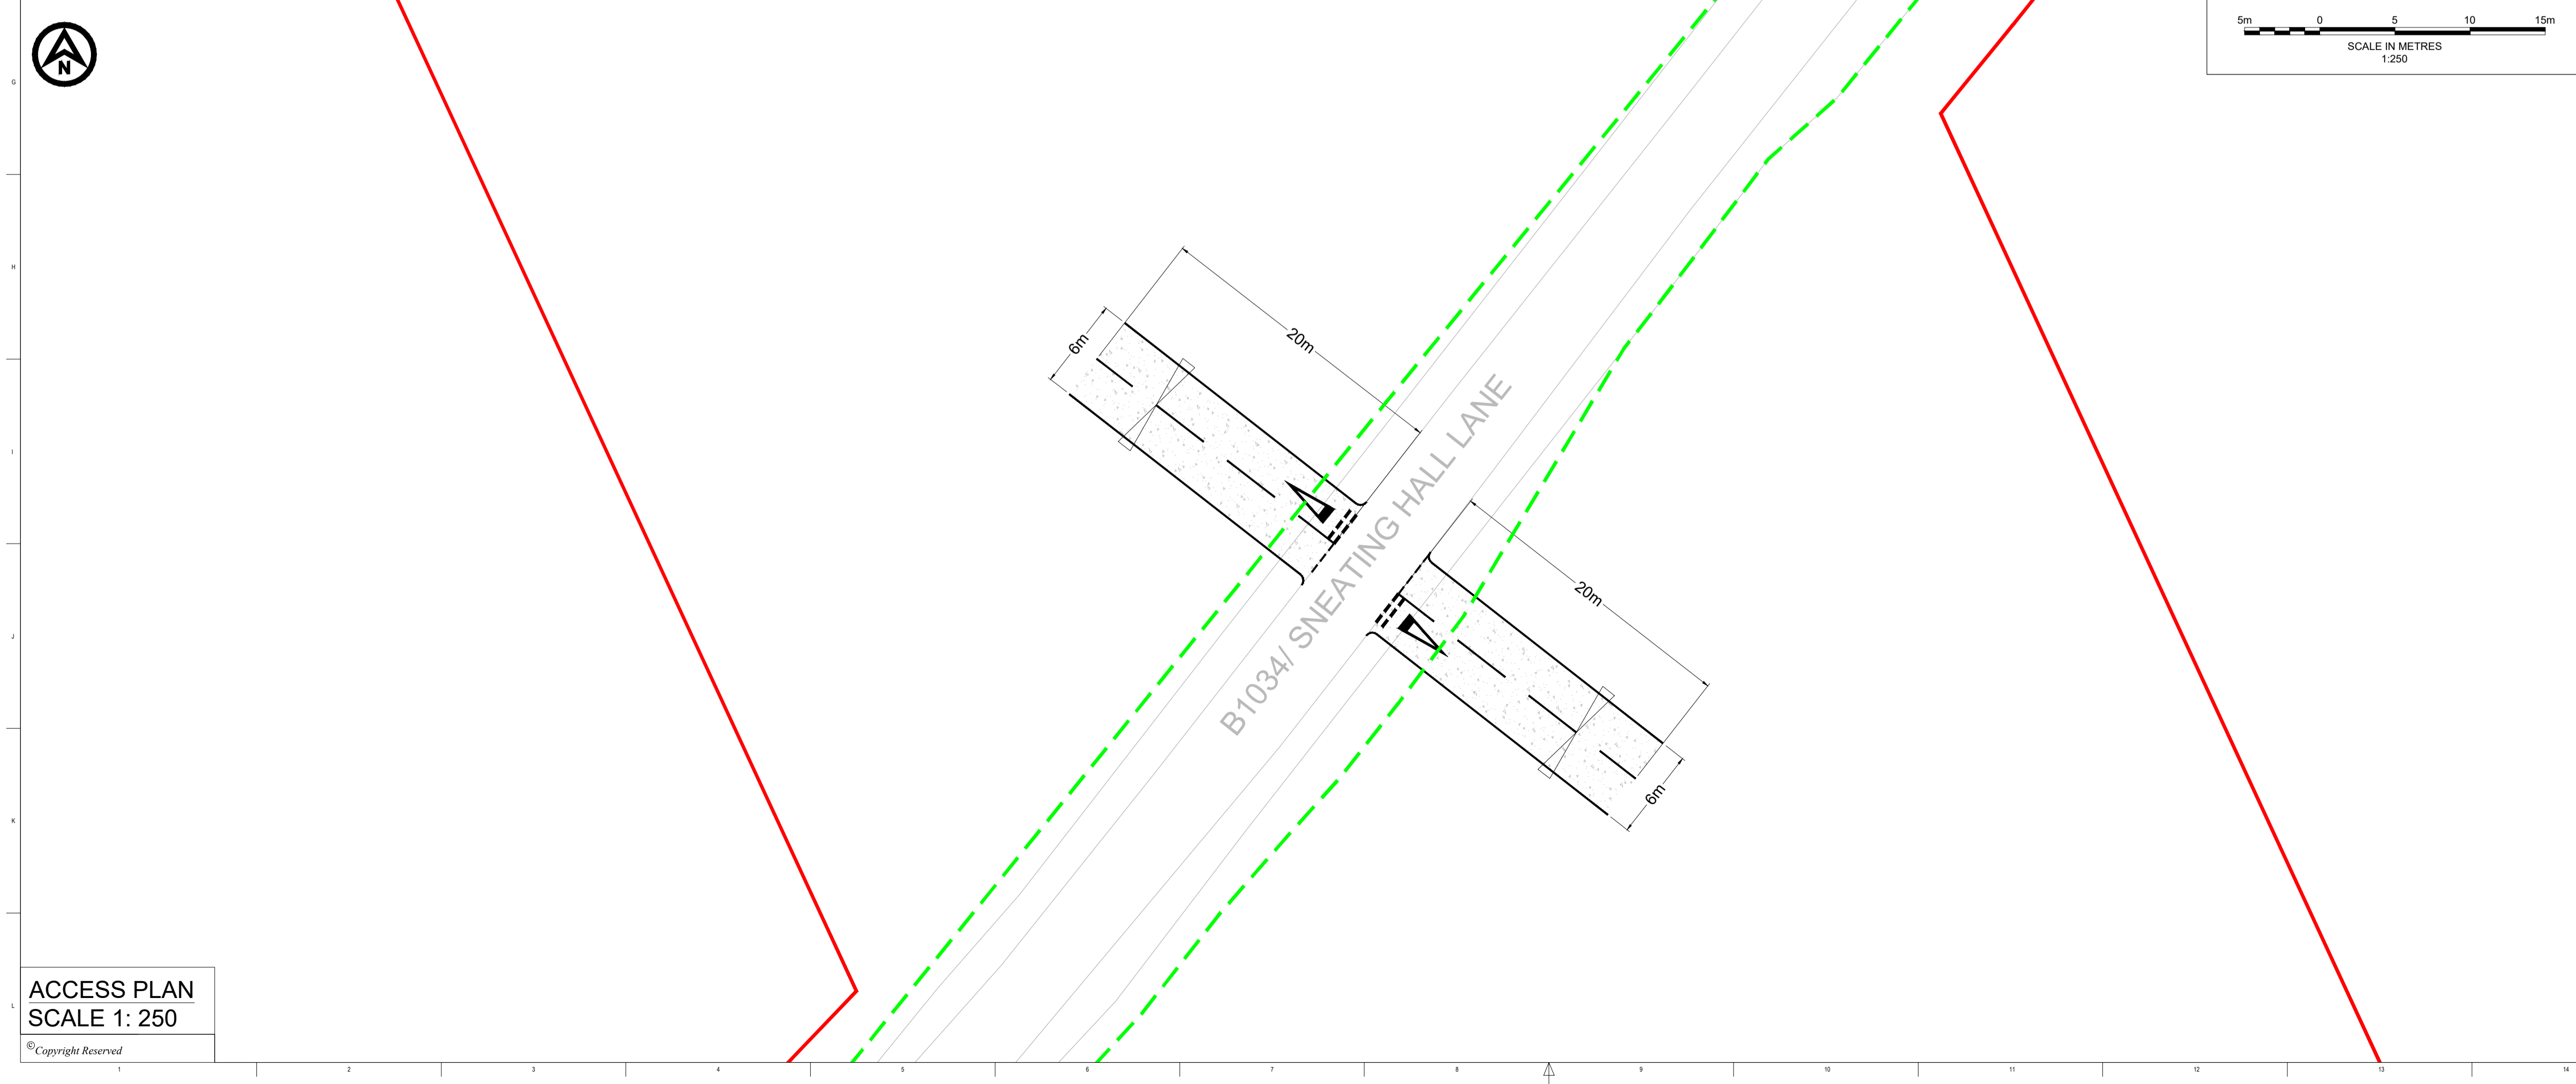 N
5m 0 5 10 15m
SCALE IN METRES
1:250
G
H
I
J
K
L
20m
6m
B1034/ SNEATING HALL LANE
20m
6m
ACCESS PLAN
SCALE 1: 250
©Copyright Reserved
1 2 3 4 5 6 7 8 9 10 11 12 13 14